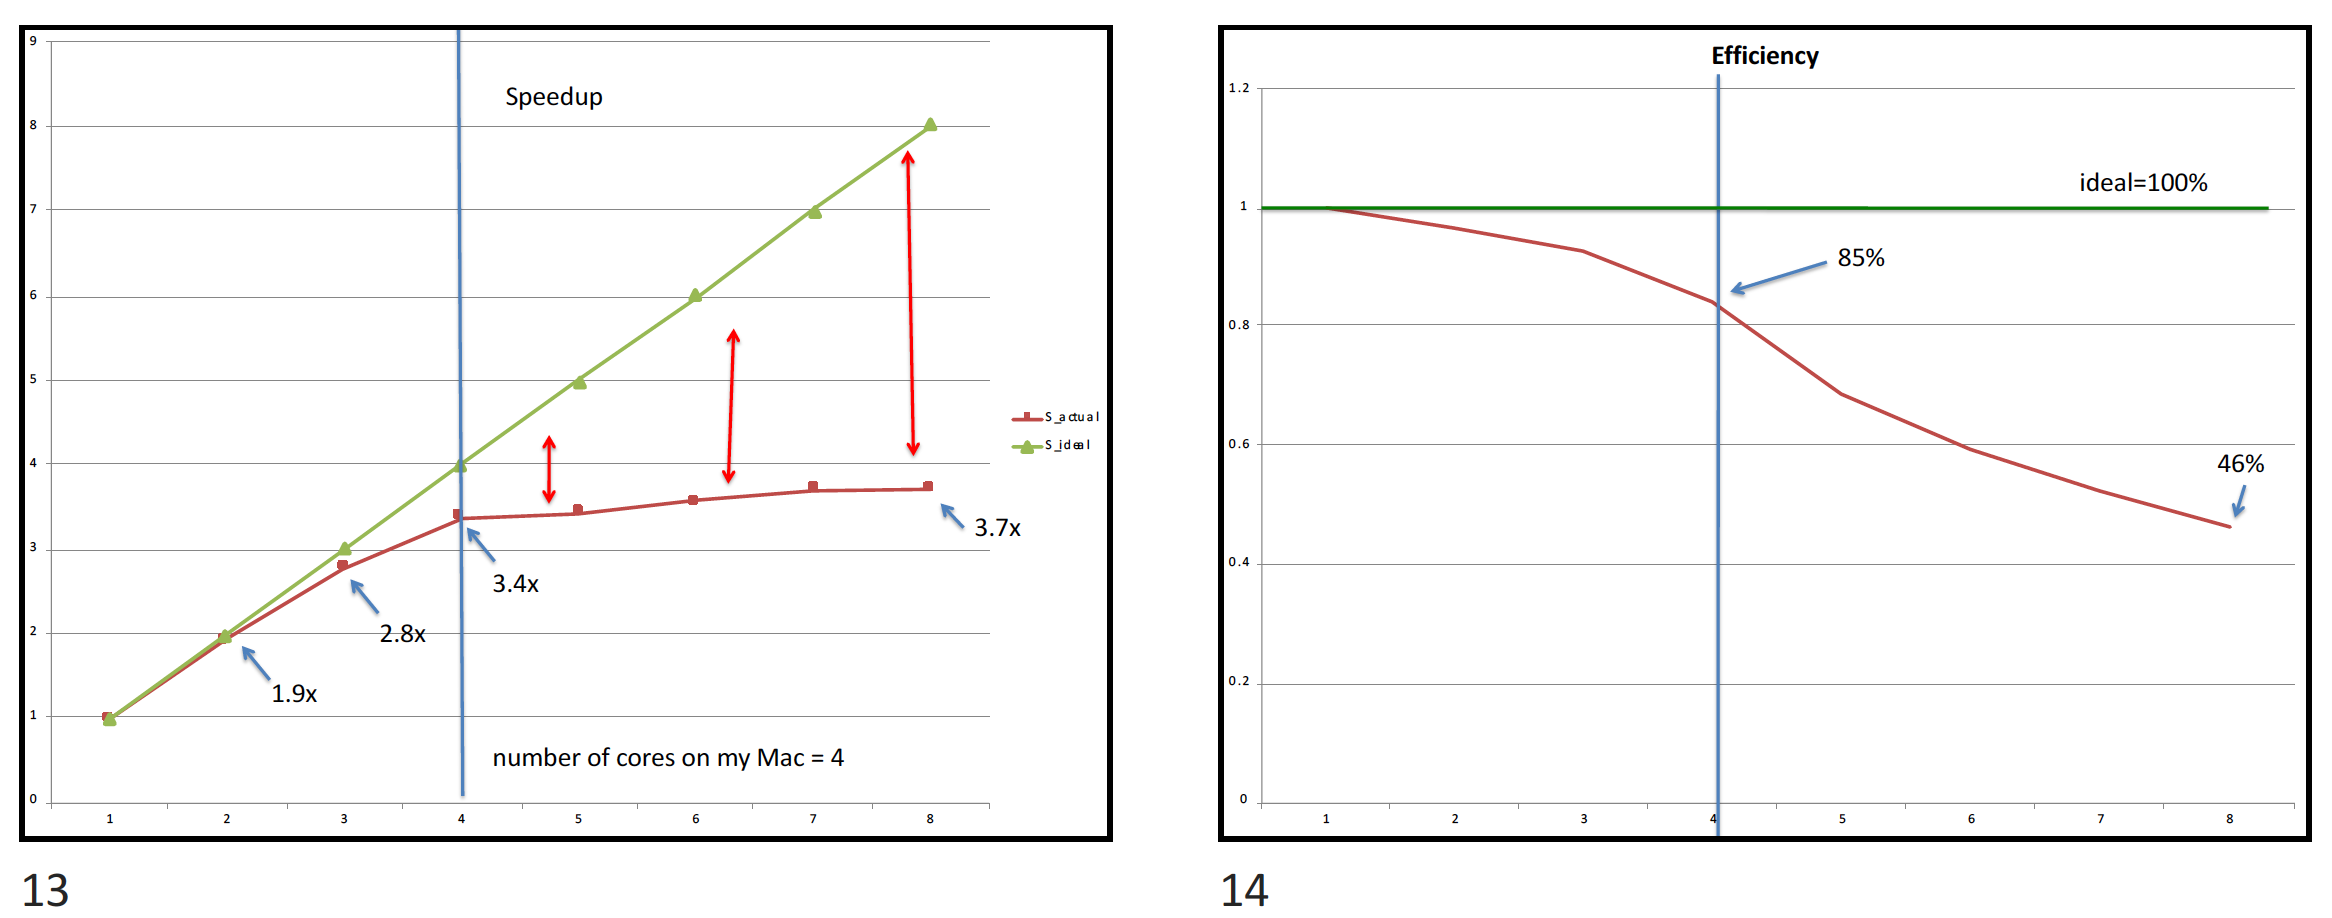 9
Speedup
8
7
6
5
S_actual
S_ideal
4
3.7x
3
3.4x
2.8x
2
1.9x
1
number of cores on my Mac = 4
0
1 2 3 4 5 6 7 8
13
Efficiency
1.2
ideal=100%
1
85%
0.8
0.6
46%
0.4
0.2
0
1 2 3 4 5 6 7 8
14